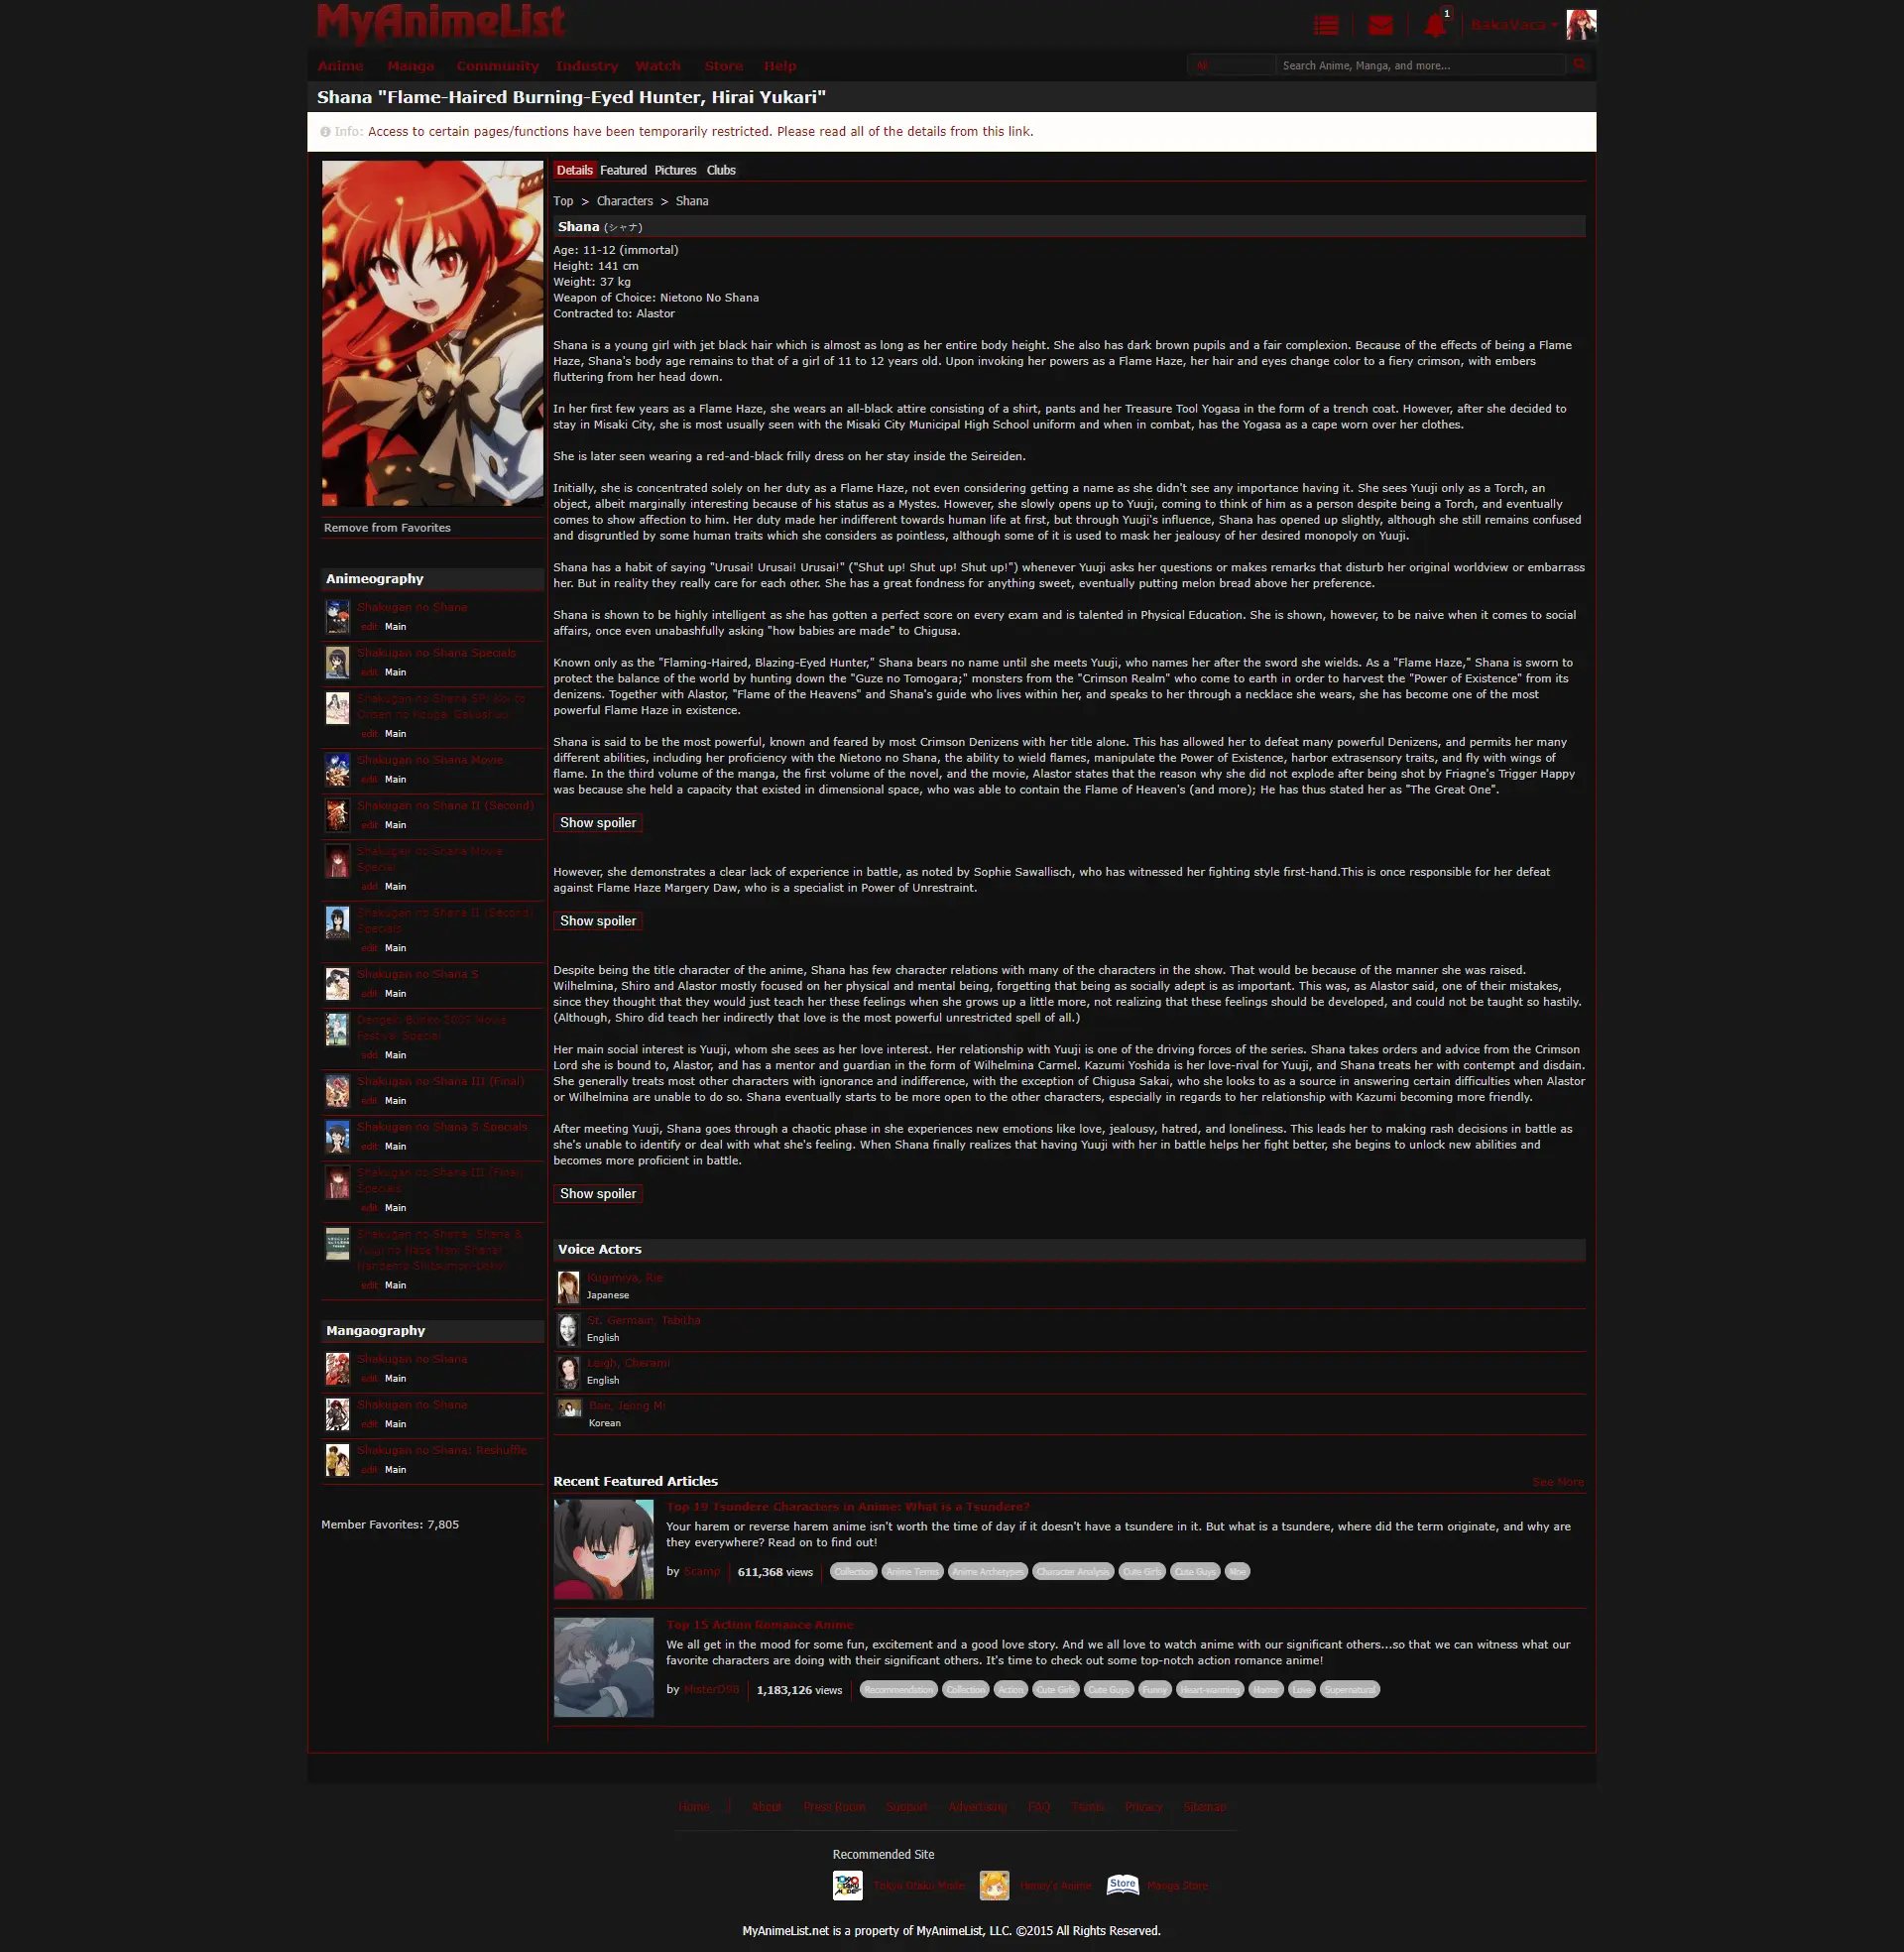 MyAnimeList
1
BakaVaca
Anime Manga Community Industry Watch Store Help
All Search Anime, Manga, and more...
Shana "Flame-Haired Burning-Eyed Hunter, Hirai Yukari"
Info: Access to certain pages/functions have been temporarily restricted. Please read all of the details from this link.
Remove from Favorites
Animeography
Shakugan no Shana
edit Main
Shakugan no Shana Specials
edit Main
Shakugan no Shana SP: Koi to
Onsen no Kougai Gakushuu!
edit Main
Shakugan no Shana Movie
edit Main
Shakugan no Shana II (Second)
edit Main
Shakugan no Shana Movie
Special
add Main
Shakugan no Shana II (Second)
Specials
edit Main
Shakugan no Shana S
edit Main
Dengeki Bunko 2007 Movie
Festival Special
add Main
Shakugan no Shana III (Final)
edit Main
Shakugan no Shana S Specials
edit Main
Shakugan no Shana III (Final)
Specials
edit Main
Shakugan no Shana: Shana &
Yuuji no Naze Nani Shana!
Nandemo Shitsumon-bako!
edit Main
Mangaography
Shakugan no Shana
edit Main
Shakugan no Shana
edit Main
Shakugan no Shana: Reshuffle
edit Main
Member Favorites: 7,805
Details Featured Pictures Clubs
Top > Characters > Shana
Shana (シャナ)
Age: 11-12 (immortal)
Height: 141 cm
Weight: 37 kg
Weapon of Choice: Nietono No Shana
Contracted to: Alastor
Shana is a young girl with jet black hair which is almost as long as her entire body height. She also has dark brown pupils and a fair complexion. Because of the effects of being a Flame
Haze, Shana's body age remains to that of a girl of 11 to 12 years old. Upon invoking her powers as a Flame Haze, her hair and eyes change color to a fiery crimson, with embers
fluttering from her head down.
In her first few years as a Flame Haze, she wears an all-black attire consisting of a shirt, pants and her Treasure Tool Yogasa in the form of a trench coat. However, after she decided to
stay in Misaki City, she is most usually seen with the Misaki City Municipal High School uniform and when in combat, has the Yogasa as a cape worn over her clothes.
She is later seen wearing a red-and-black frilly dress on her stay inside the Seireiden.
Initially, she is concentrated solely on her duty as a Flame Haze, not even considering getting a name as she didn't see any importance having it. She sees Yuuji only as a Torch, an
object, albeit marginally interesting because of his status as a Mystes. However, she slowly opens up to Yuuji, coming to think of him as a person despite being a Torch, and eventually
comes to show affection to him. Her duty made her indifferent towards human life at first, but through Yuuji's influence, Shana has opened up slightly, although she still remains confused
and disgruntled by some human traits which she considers as pointless, although some of it is used to mask her jealousy of her desired monopoly on Yuuji.
Shana has a habit of saying "Urusai! Urusai! Urusai!" ("Shut up! Shut up! Shut up!") whenever Yuuji asks her questions or makes remarks that disturb her original worldview or embarrass
her. But in reality they really care for each other. She has a great fondness for anything sweet, eventually putting melon bread above her preference.
Shana is shown to be highly intelligent as she has gotten a perfect score on every exam and is talented in Physical Education. She is shown, however, to be naive when it comes to social
affairs, once even unabashfully asking "how babies are made" to Chigusa.
Known only as the "Flaming-Haired, Blazing-Eyed Hunter," Shana bears no name until she meets Yuuji, who names her after the sword she wields. As a "Flame Haze," Shana is sworn to
protect the balance of the world by hunting down the "Guze no Tomogara;" monsters from the "Crimson Realm" who come to earth in order to harvest the "Power of Existence" from its
denizens. Together with Alastor, "Flame of the Heavens" and Shana's guide who lives within her, and speaks to her through a necklace she wears, she has become one of the most
powerful Flame Haze in existence.
Shana is said to be the most powerful, known and feared by most Crimson Denizens with her title alone. This has allowed her to defeat many powerful Denizens, and permits her many
different abilities, including her proficiency with the Nietono no Shana, the ability to wield flames, manipulate the Power of Existence, harbor extrasensory traits, and fly with wings of
flame. In the third volume of the manga, the first volume of the novel, and the movie, Alastor states that the reason why she did not explode after being shot by Friagne's Trigger Happy
was because she held a capacity that existed in dimensional space, who was able to contain the Flame of Heaven's (and more); He has thus stated her as "The Great One".
Show spoiler
However, she demonstrates a clear lack of experience in battle, as noted by Sophie Sawallisch, who has witnessed her fighting style first-hand.This is once responsible for her defeat
against Flame Haze Margery Daw, who is a specialist in Power of Unrestraint.
Show spoiler
Despite being the title character of the anime, Shana has few character relations with many of the characters in the show. That would be because of the manner she was raised.
Wilhelmina, Shiro and Alastor mostly focused on her physical and mental being, forgetting that being as socially adept is as important. This was, as Alastor said, one of their mistakes,
since they thought that they would just teach her these feelings when she grows up a little more, not realizing that these feelings should be developed, and could not be taught so hastily.
(Although, Shiro did teach her indirectly that love is the most powerful unrestricted spell of all.)
Her main social interest is Yuuji, whom she sees as her love interest. Her relationship with Yuuji is one of the driving forces of the series. Shana takes orders and advice from the Crimson
Lord she is bound to, Alastor, and has a mentor and guardian in the form of Wilhelmina Carmel. Kazumi Yoshida is her love-rival for Yuuji, and Shana treats her with contempt and disdain.
She generally treats most other characters with ignorance and indifference, with the exception of Chigusa Sakai, who she looks to as a source in answering certain difficulties when Alastor
or Wilhelmina are unable to do so. Shana eventually starts to be more open to the other characters, especially in regards to her relationship with Kazumi becoming more friendly.
After meeting Yuuji, Shana goes through a chaotic phase in she experiences new emotions like love, jealousy, hatred, and loneliness. This leads her to making rash decisions in battle as
she's unable to identify or deal with what she's feeling. When Shana finally realizes that having Yuuji with her in battle helps her fight better, she begins to unlock new abilities and
becomes more proficient in battle.
Show spoiler
Voice Actors
Kugimiya, Rie
Japanese
St. Germain, Tabitha
English
Leigh, Cherami
English
Bae, Jeong Mi
Korean
Recent Featured Articles See More
Top 19 Tsundere Characters in Anime: What is a Tsundere?
Your harem or reverse harem anime isn't worth the time of day if it doesn't have a tsundere in it. But what is a tsundere, where did the term originate, and why are
they everywhere? Read on to find out!
by Scamp 611,368 views Collection Anime Terms Anime Archetypes Character Analysis Cute Girls Cute Guys Moe
Top 15 Action Romance Anime
We all get in the mood for some fun, excitement and a good love story. And we all love to watch anime with our significant others...so that we can witness what our
favorite characters are doing with their significant others. It's time to check out some top-notch action romance anime!
by MisterD98 1,183,126 views Recommendation Collection Action Cute Girls Cute Guys Funny Heart-warming Horror Love Supernatural
Home About Press Room Support Advertising FAQ Terms Privacy Sitemap
Recommended Site
Tokyo Otaku Mode Honey's Anime Store Manga Store
MyAnimeList.net is a property of MyAnimeList, LLC. ©2015 All Rights Reserved.